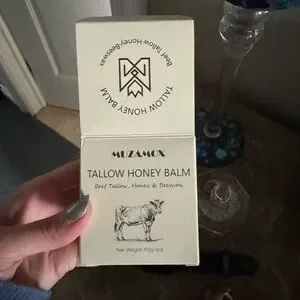 Beef Tallow·Honey·Beeswax
TALLOW HONEY BALM
MUZAMOX
TALLOW HONEY BALM
Beef Tallow, Honey & Beeswax
Net Weight: